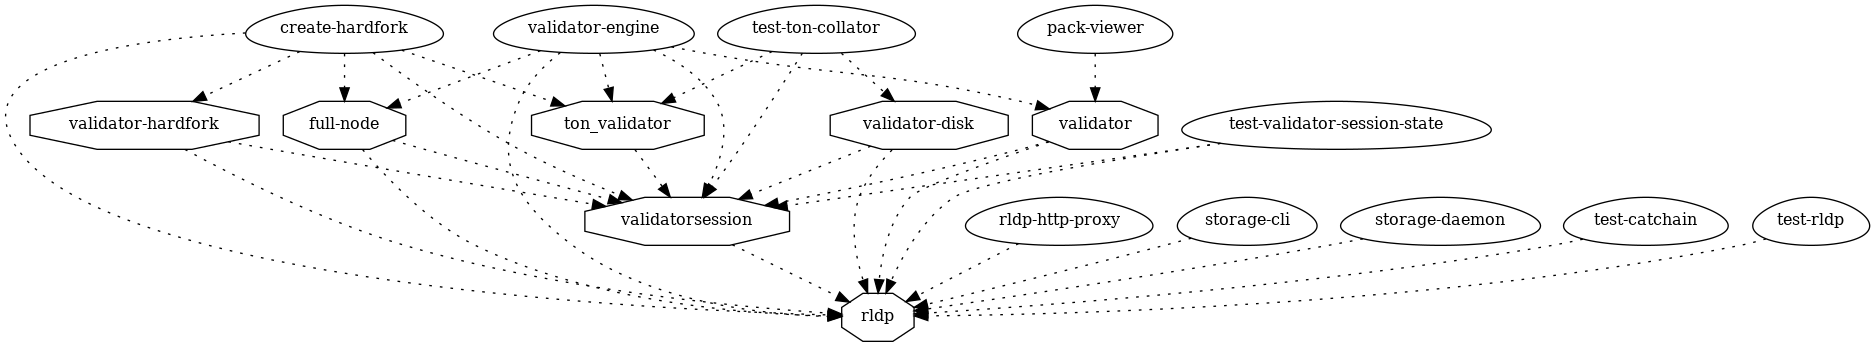 create-hardfork
validator-engine
test-ton-collator
pack-viewer
validator-hardfork
full-node
ton_validator
validator-disk
validator
test-validator-session-state
validatorsession
rldp-http-proxy
storage-cli
storage-daemon
test-catchain
test-rldp
rldp